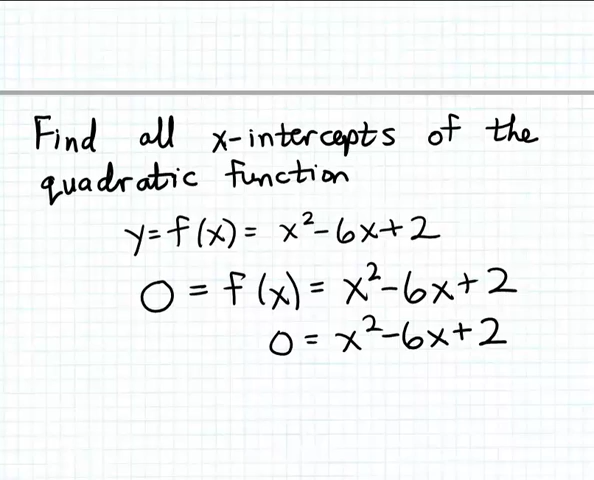 Find all x-intercepts of the
quadratic function
y=f(x)= x²-6x+2
0 = f(x)= x²-6x+2
0= x²-6x+2